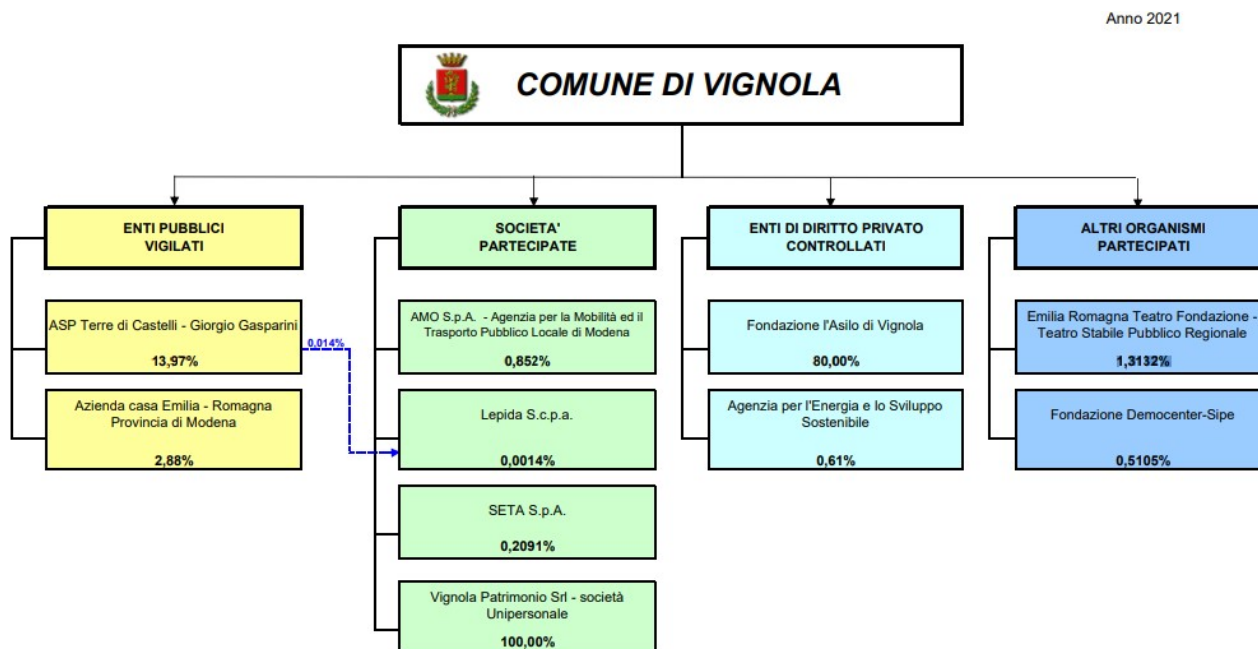 Anno 2021
COMUNE DI VIGNOLA
ENTI PUBBLICI
VIGILATI
ASP Terre di Castelli - Giorgio Gasparini
13,97%
0,014%
Azienda casa Emilia - Romagna
Provincia di Modena
2,88%
SOCIETA'
PARTECIPATE
AMO S.p.A. - Agenzia per la Mobilità ed il
Trasporto Pubblico Locale di Modena
0,852%
Lepida S.c.p.a.
0,0014%
SETA S.p.A.
0,2091%
Vignola Patrimonio Srl - società
Unipersonale
100,00%
ENTI DI DIRITTO PRIVATO
CONTROLLATI
Fondazione l'Asilo di Vignola
80,00%
Agenzia per l'Energia e lo Sviluppo
Sostenibile
0,61%
ALTRI ORGANISMI
PARTECIPATI
Emilia Romagna Teatro Fondazione -
Teatro Stabile Pubblico Regionale
1,3132%
Fondazione Democenter-Sipe
0,5105%